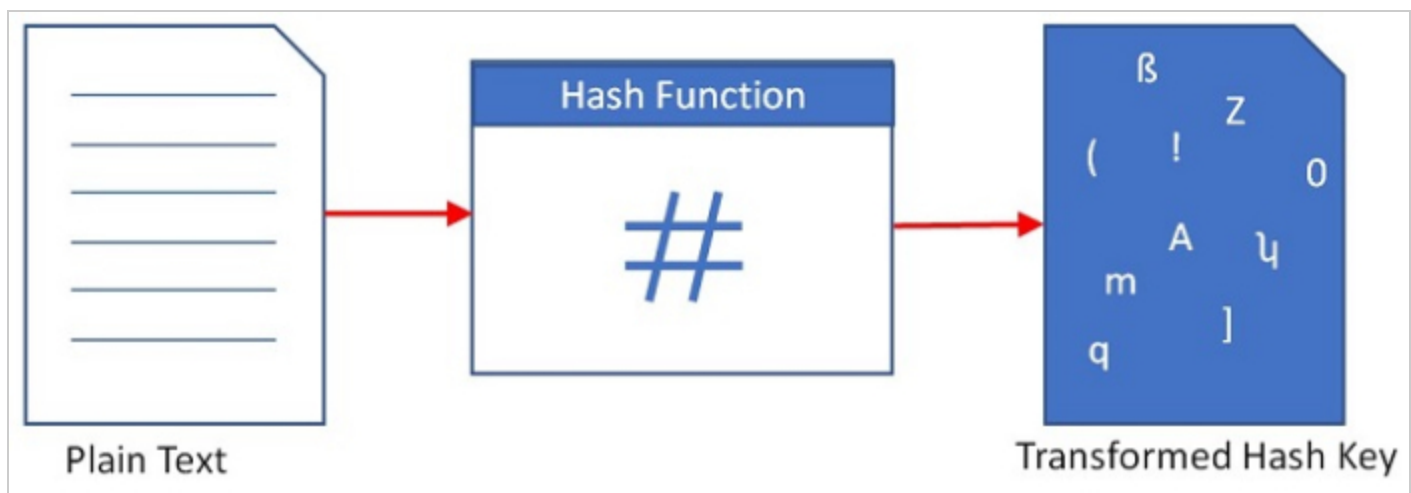 Hash Function
#
ß
Z
( !
0
A
կ
m
]
q
Plain Text
Transformed Hash Key